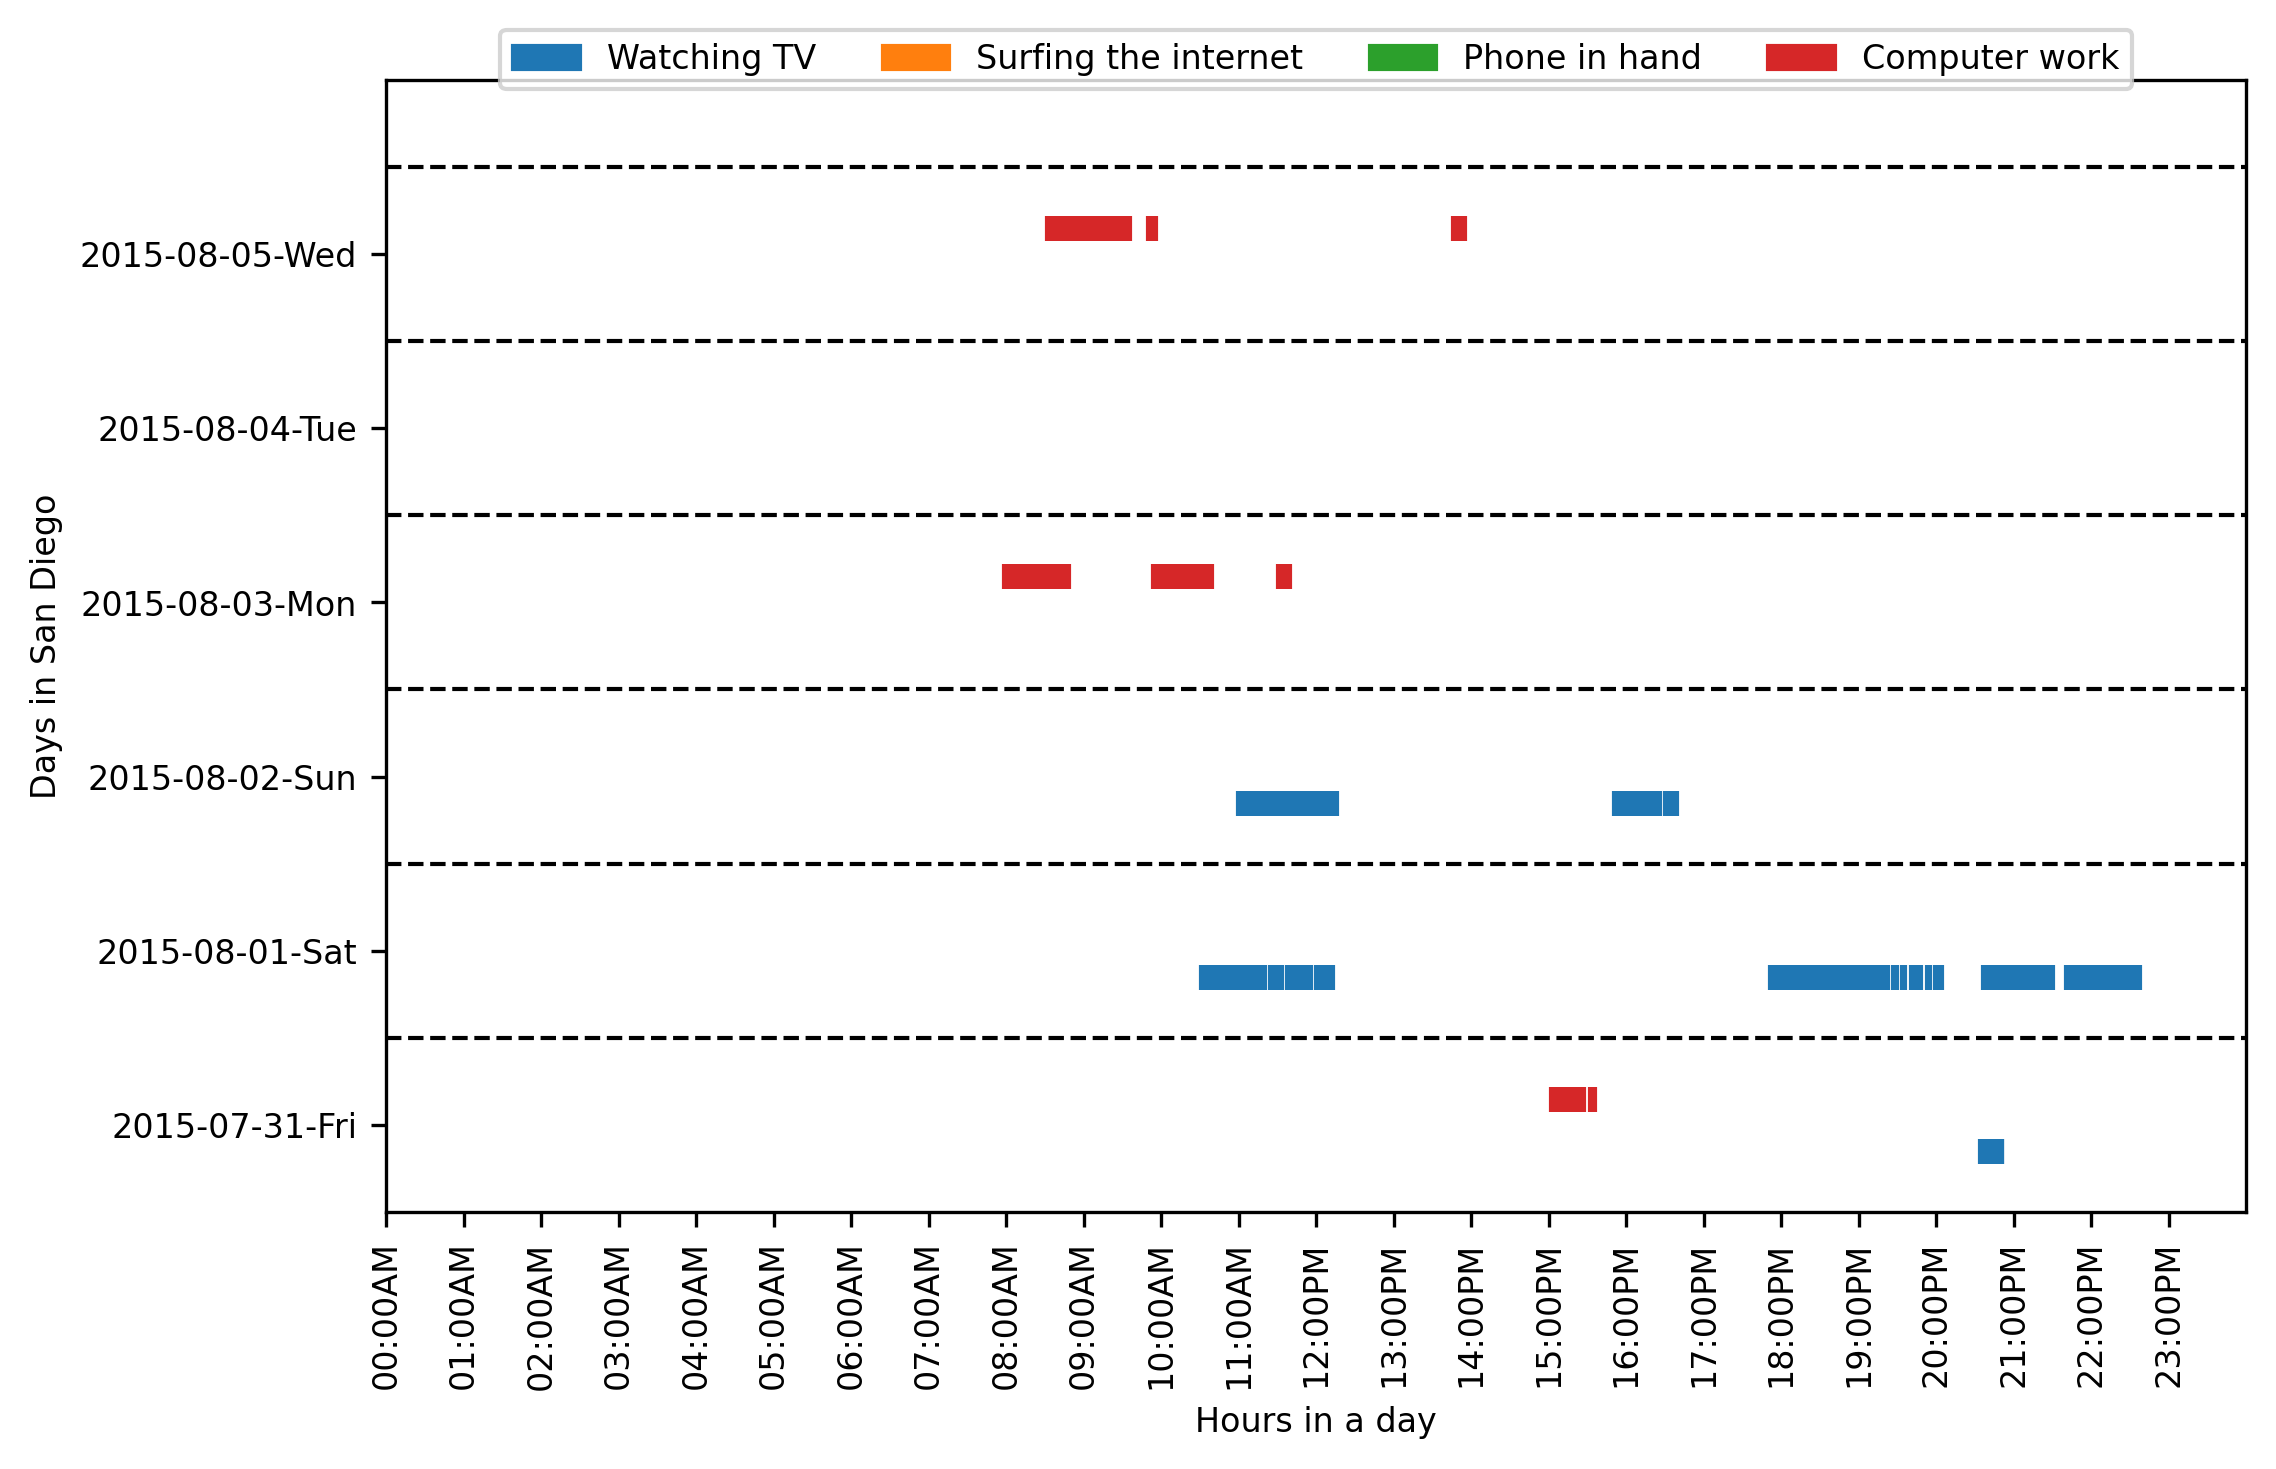 Watching TV
Surfing the internet
Phone in hand
Computer work
2015-08-05-Wed
2015-08-04-Tue
2015-08-03-Mon
2015-08-02-Sun
2015-08-01-Sat
2015-07-31-Fri
Days in San Diego
00:00AM
01:00AM
02:00AM
03:00AM
04:00AM
05:00AM
06:00AM
07:00AM
08:00AM
09:00AM
10:00AM
11:00AM
12:00PM
13:00PM
14:00PM
15:00PM
16:00PM
17:00PM
18:00PM
19:00PM
20:00PM
21:00PM
22:00PM
23:00PM
Hours in a day